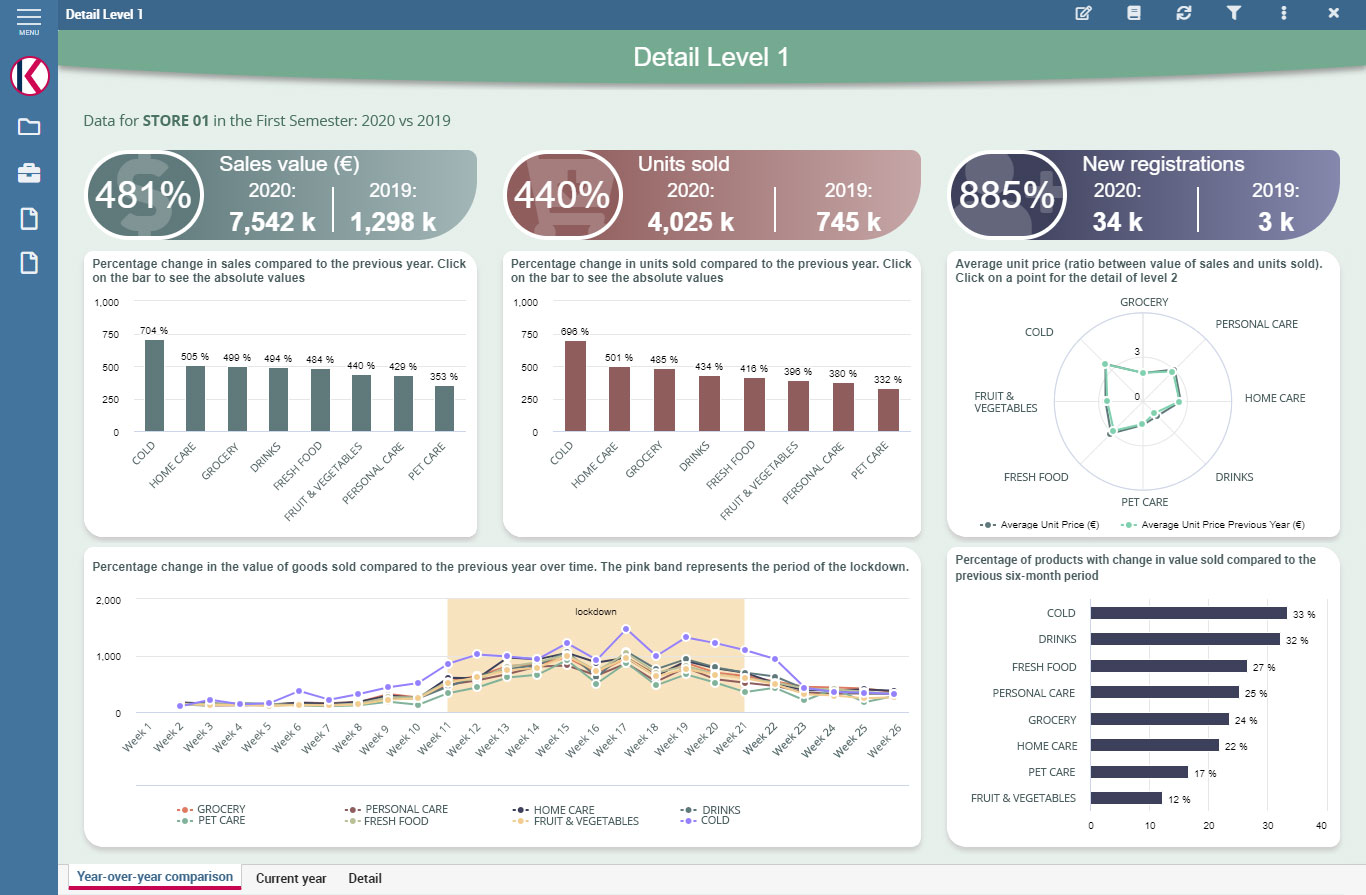 MENU
Detail Level 1
Detail Level 1
Data for STORE 01 in the First Semester: 2020 vs 2019
481%
Sales value (€)
2020:
7,542 k
2019:
1,298 k
440%
Units sold
2020:
4,025 k
2019:
745 k
885%
New registrations
2020:
34 k
2019:
3 k
Percentage change in sales compared to the previous year. Click
on the bar to see the absolute values
1,000
750
500
250
0
704 %
505 %
499 %
494 %
484 %
440 %
429 %
353 %
COLD
HOME CARE
GROCERY
DRINKS
FRESH FOOD
FRUIT & VEGETABLES
PERSONAL CARE
PET CARE
Percentage change in units sold compared to the previous year. Click
on the bar to see the absolute values
1,000
750
500
250
0
696 %
501 %
485 %
434 %
416 %
396 %
380 %
332 %
COLD
HOME CARE
GROCERY
DRINKS
FRESH FOOD
FRUIT & VEGETABLES
PERSONAL CARE
PET CARE
Average unit price (ratio between value of sales and units sold).
Click on a point for the detail of level 2
GROCERY
PERSONAL CARE
HOME CARE
DRINKS
PET CARE
FRESH FOOD
FRUIT &
VEGETABLES
COLD
3
0
Average Unit Price (€)
Average Unit Price Previous Year (€)
Percentage change in the value of goods sold compared to the previous year over time. The pink band represents the period of the lockdown.
2,000
1,000
0
lockdown
Week 1
Week 2
Week 3
Week 4
Week 5
Week 6
Week 7
Week 8
Week 9
Week 10
Week 11
Week 12
Week 13
Week 14
Week 15
Week 16
Week 17
Week 18
Week 19
Week 20
Week 21
Week 22
Week 23
Week 24
Week 25
Week 26
GROCERY
PERSONAL CARE
HOME CARE
DRINKS
PET CARE
FRESH FOOD
FRUIT & VEGETABLES
COLD
Percentage of products with change in value sold compared to the
previous six-month period
COLD
33 %
DRINKS
32 %
FRESH FOOD
27 %
PERSONAL CARE
25 %
GROCERY
24 %
HOME CARE
22 %
PET CARE
17 %
FRUIT & VEGETABLES
12 %
0
10
20
30
40
Year-over-year comparison
Current year
Detail